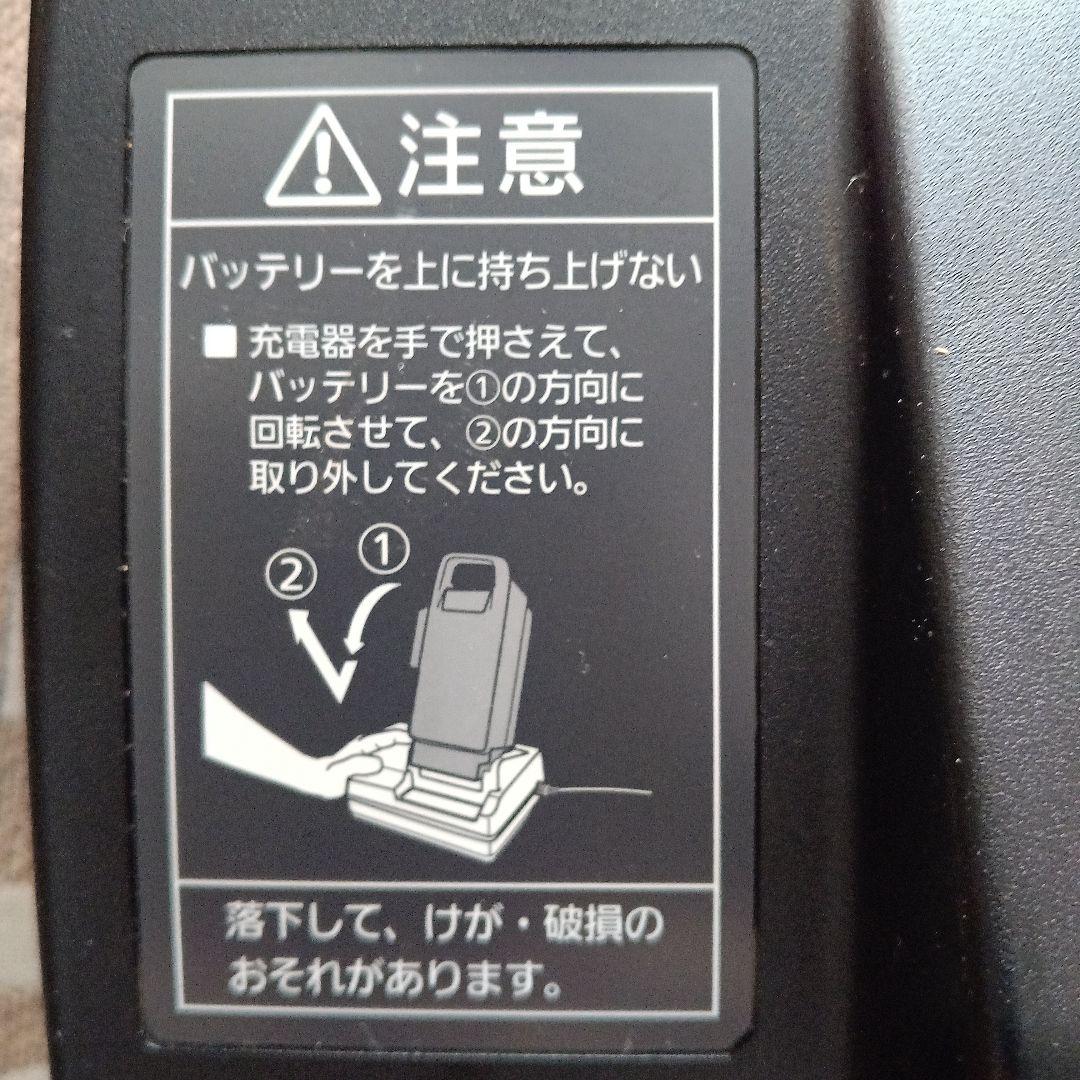 注意
バッテリーを上に持ち上げない
■ 充電器を手で押さえて、
バッテリーを①の方向に
回転させて、②の方向に
取り外してください。
② ①
落下して、けが・破損の
おそれがあります。